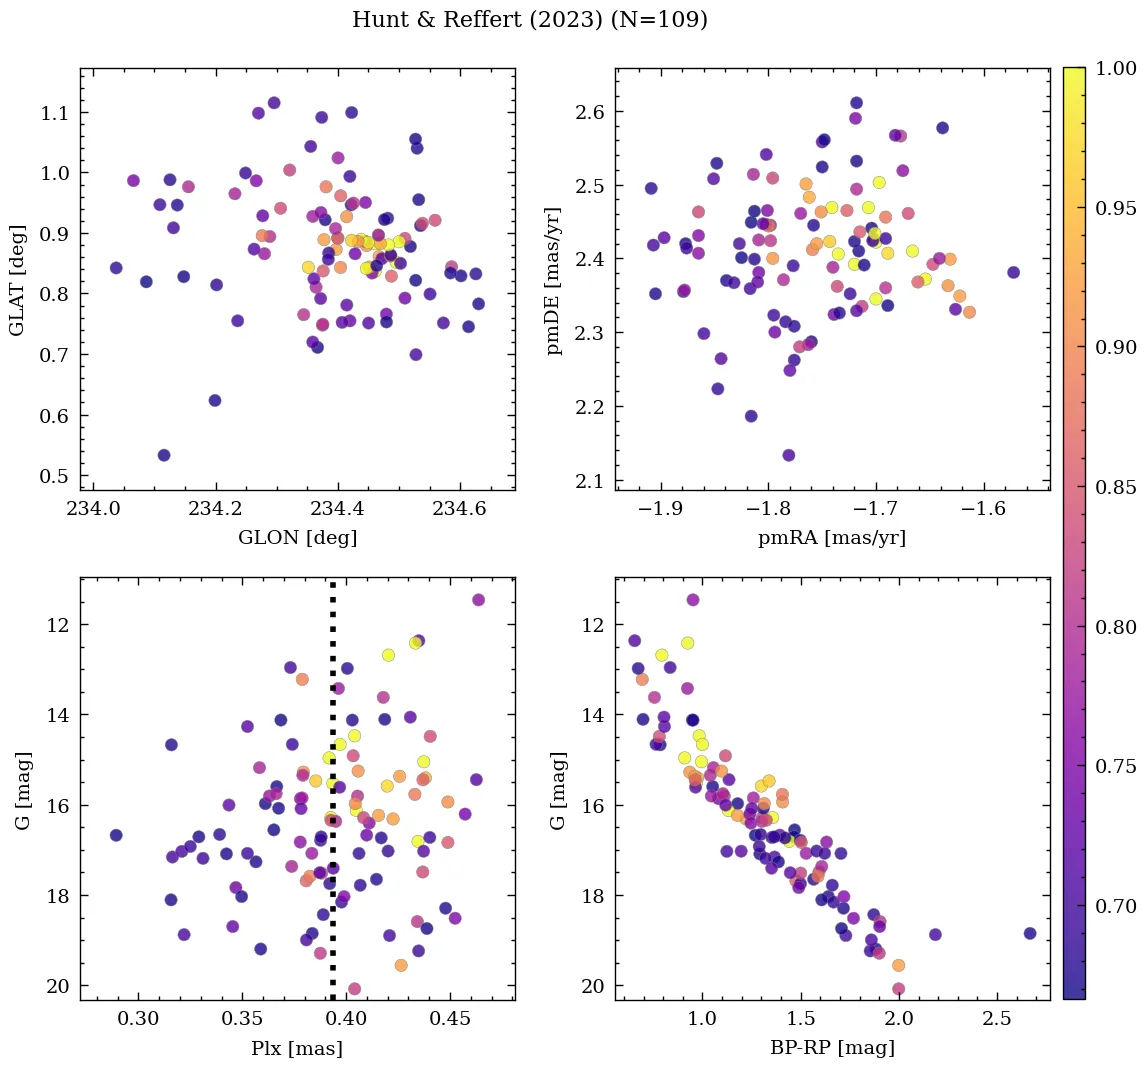 Hunt & Reffert (2023) (N=109)
1.1
1.0
0.9
0.8
0.7
0.6
0.5
GLAT [deg]
234.0 234.2 234.4 234.6
GLON [deg]
2.6
2.5
2.4
2.3
2.2
2.1
pmDE [mas/yr]
−1.9 −1.8 −1.7 −1.6
pmRA [mas/yr]
12
14
16
18
20
G [mag]
0.30 0.35 0.40 0.45
Plx [mas]
12
14
16
18
20
G [mag]
1.0 1.5 2.0 2.5
BP-RP [mag]
1.00
0.95
0.90
0.85
0.80
0.75
0.70